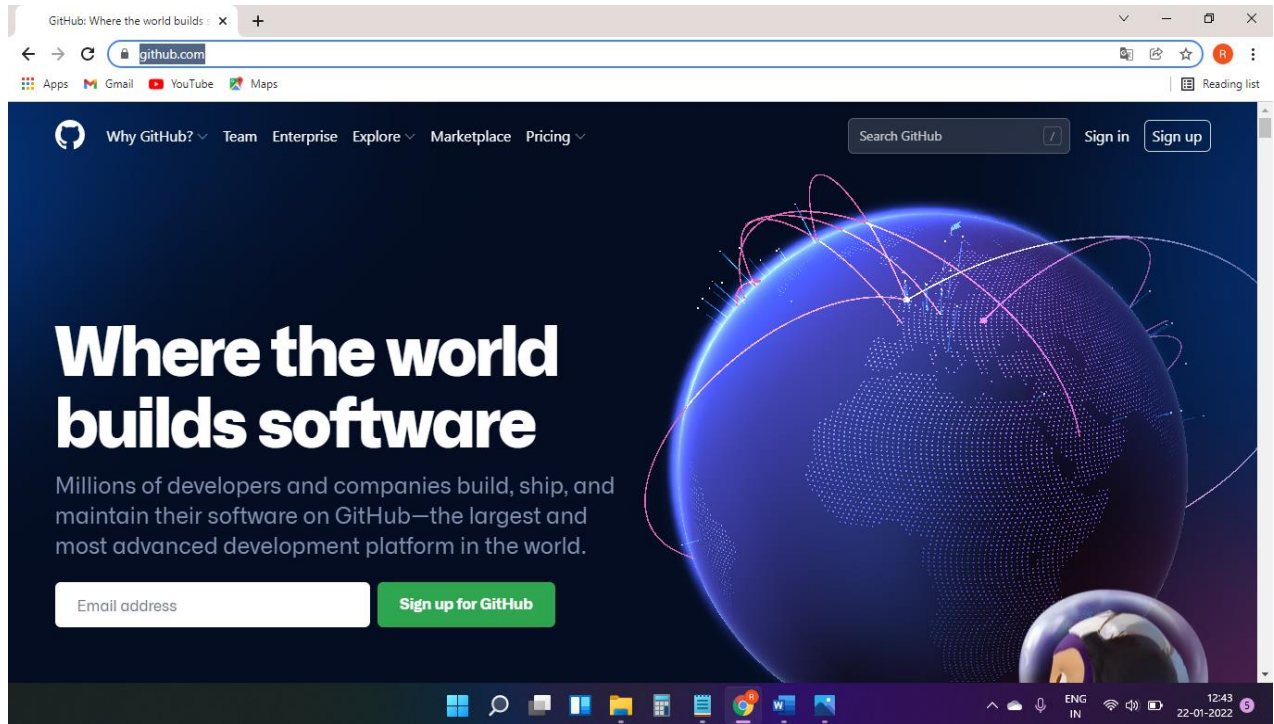 GitHub: Where the world builds s
github.com
R
Apps Gmail YouTube Maps
Reading list
Why GitHub? Team Enterprise Explore Marketplace Pricing
Search GitHub / Sign in Sign up
Where the world
builds software
Millions of developers and companies build, ship, and
maintain their software on GitHub—the largest and
most advanced development platform in the world.
Email address Sign up for GitHub
R
W
ENG
IN
12:43
22-01-2022
5